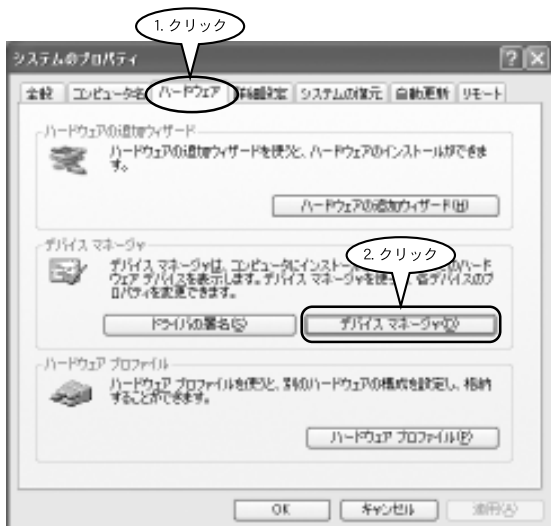 1. クリック
システムのプロパティ
全般 コンピュータ名 ハードウェア 詳細設定 システムの復元 自動更新 リモート
ハードウェアの追加ウィザード
ハードウェアの追加ウィザードを使うと、ハードウェアのインストールができま
す。
ハードウェアの追加ウィザード(H)
デバイス マネージャ
2. クリック
デバイス マネージャは、コンピュータにインストール のハード
ウェア デバイスを表示します。デバイス マネージャを使 各デバイスのプ
ロパティを変更できます。
ドライバの署名(S) デバイス マネージャ(D)
ハードウェア プロファイル
ハードウェア プロファイルを使うと、別のハードウェアの構成を設定し、格納
することができます。
ハードウェア プロファイル(P)
OK キャンセル 適用(A)